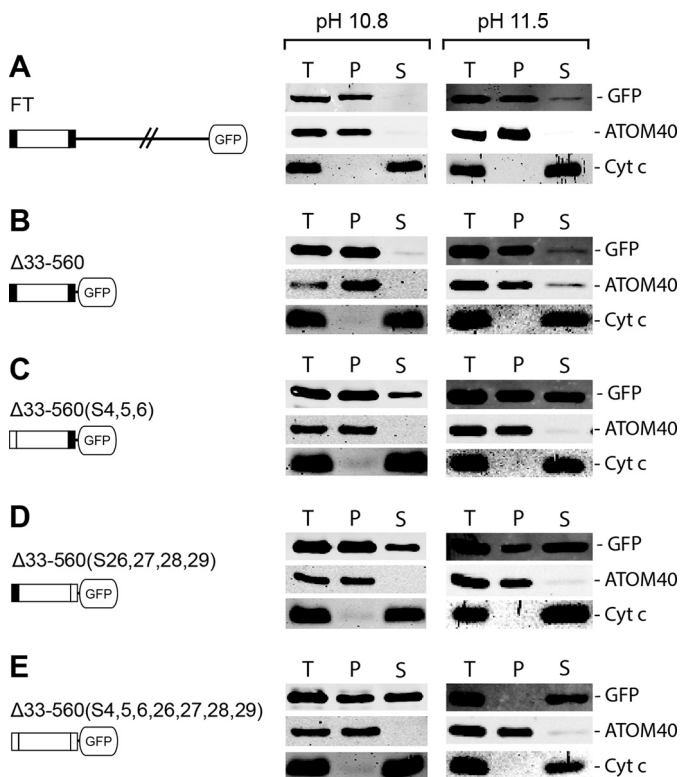 pH 10.8 pH 11.5
A T P S T P S
FT - GFP
GFP - ATOM40
- Cyt c
B T P S T P S
Δ33-560 - GFP
GFP - ATOM40
- Cyt c
C T P S T P S
Δ33-560(S4,5,6) - GFP
GFP - ATOM40
- Cyt c
D T P S T P S
Δ33-560(S26,27,28,29) - GFP
GFP - ATOM40
- Cyt c
E T P S T P S
Δ33-560(S4,5,6,26,27,28,29) - GFP
GFP - ATOM40
- Cyt c